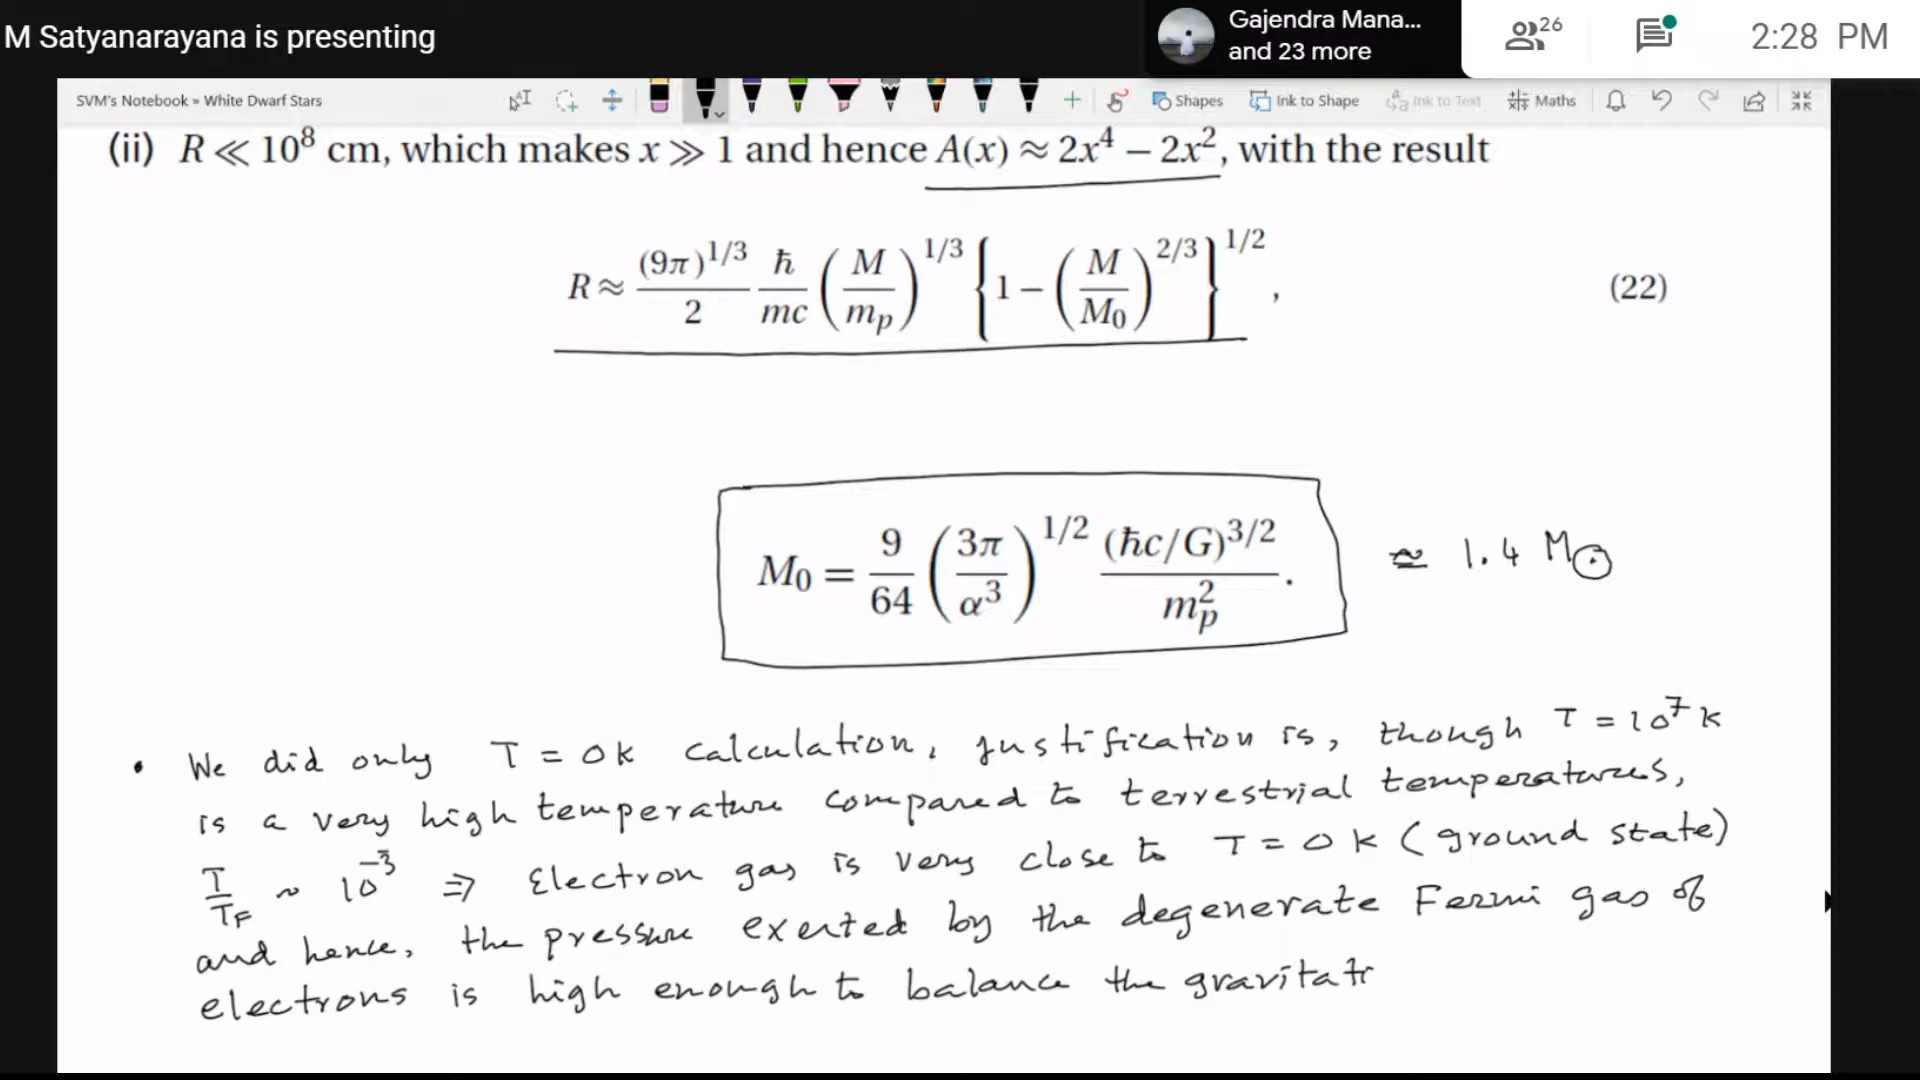 M Satyanarayana is presenting
Gajendra Mana...
and 23 more
26
2:28 PM
SVM's Notebook » White Dwarf Stars
Shapes
Ink to Shape
Ink to Text
Maths
(ii) R ≪ 10⁸ cm, which makes x ≫ 1 and hence A(x) ≈ 2x⁴ − 2x², with the result
R ≈ (9π)^{1/3}/2 ħ/mc (M/m_p)^{1/3} {1 − (M/M₀)^{2/3}}^{1/2}, (22)
M₀ = 9/64 (3π/α³)^{1/2} (ħc/G)^{3/2}/m_p². ≃ 1.4 M☉
• We did only T = 0K calculation, justification is, though T = 10⁷ K
is a very high temperature compared to terrestrial temperatures,
T/T_F ~ 10⁻³ ⇒ Electron gas is very close to T = 0 K (ground state)
and hence, the pressure exerted by the degenerate Fermi gas of
electrons is high enough to balance the gravitati